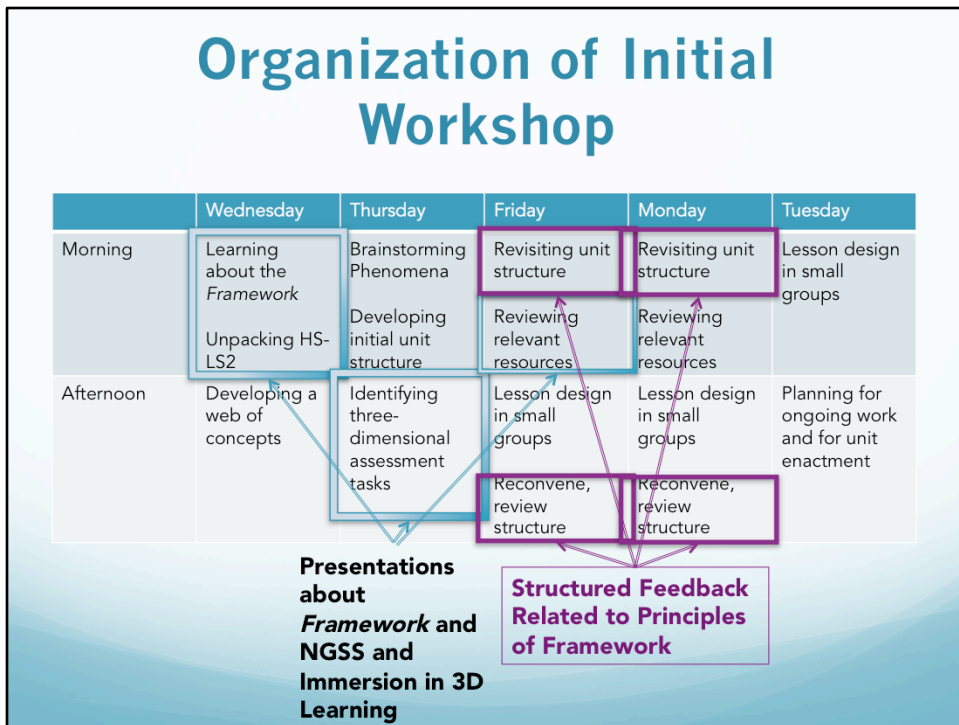 Organization of Initial
Workshop
Wednesday Thursday Friday Monday Tuesday
Morning
Learning
about the
Framework
Unpacking HS-
LS2
Brainstorming
Phenomena
Developing
initial unit
structure
Revisiting unit
structure
Reviewing
relevant
resources
Revisiting unit
structure
Reviewing
relevant
resources
Lesson design
in small
groups
Afternoon
Developing a
web of
concepts
Identifying
three-
dimensional
assessment
tasks
Lesson design
in small
groups
Reconvene,
review
structure
Lesson design
in small
groups
Reconvene,
review
structure
Planning for
ongoing work
and for unit
enactment
Presentations
about
Framework and
NGSS and
Immersion in 3D
Learning
Structured Feedback
Related to Principles
of Framework